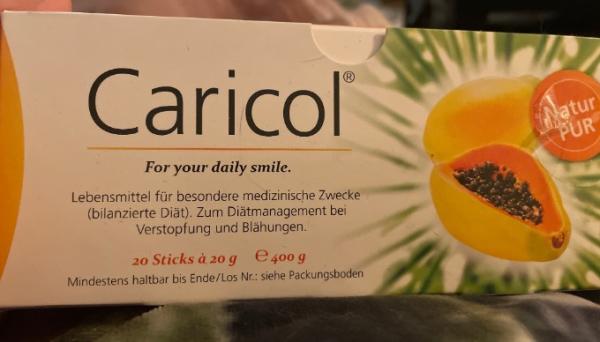 Caricol®
Natur
PUR
For your daily smile.
Lebensmittel für besondere medizinische Zwecke
(bilanzierte Diät). Zum Diätmanagement bei
Verstopfung und Blähungen.
20 Sticks à 20 g ℮ 400 g
Mindestens haltbar bis Ende/Los Nr.: siehe Packungsboden